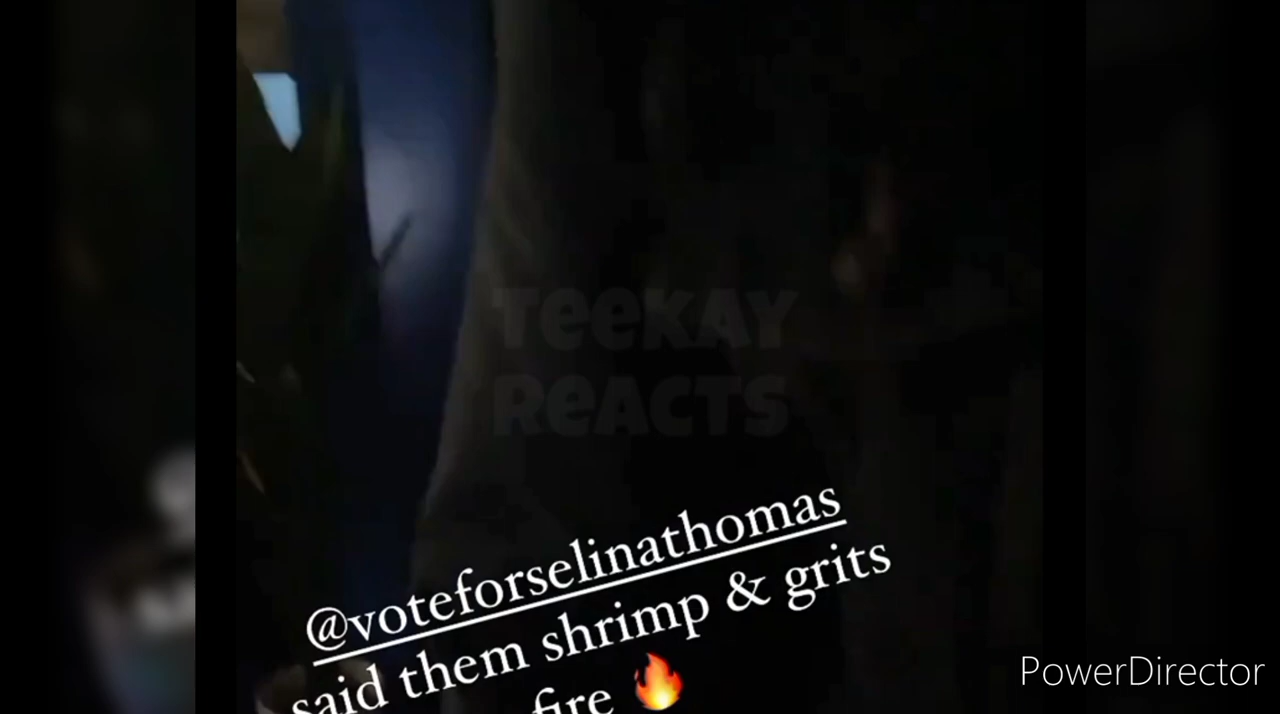 TEEKAY
REACTS
@voteforselinathomas
said them shrimp & grits
fire 🔥
PowerDirector